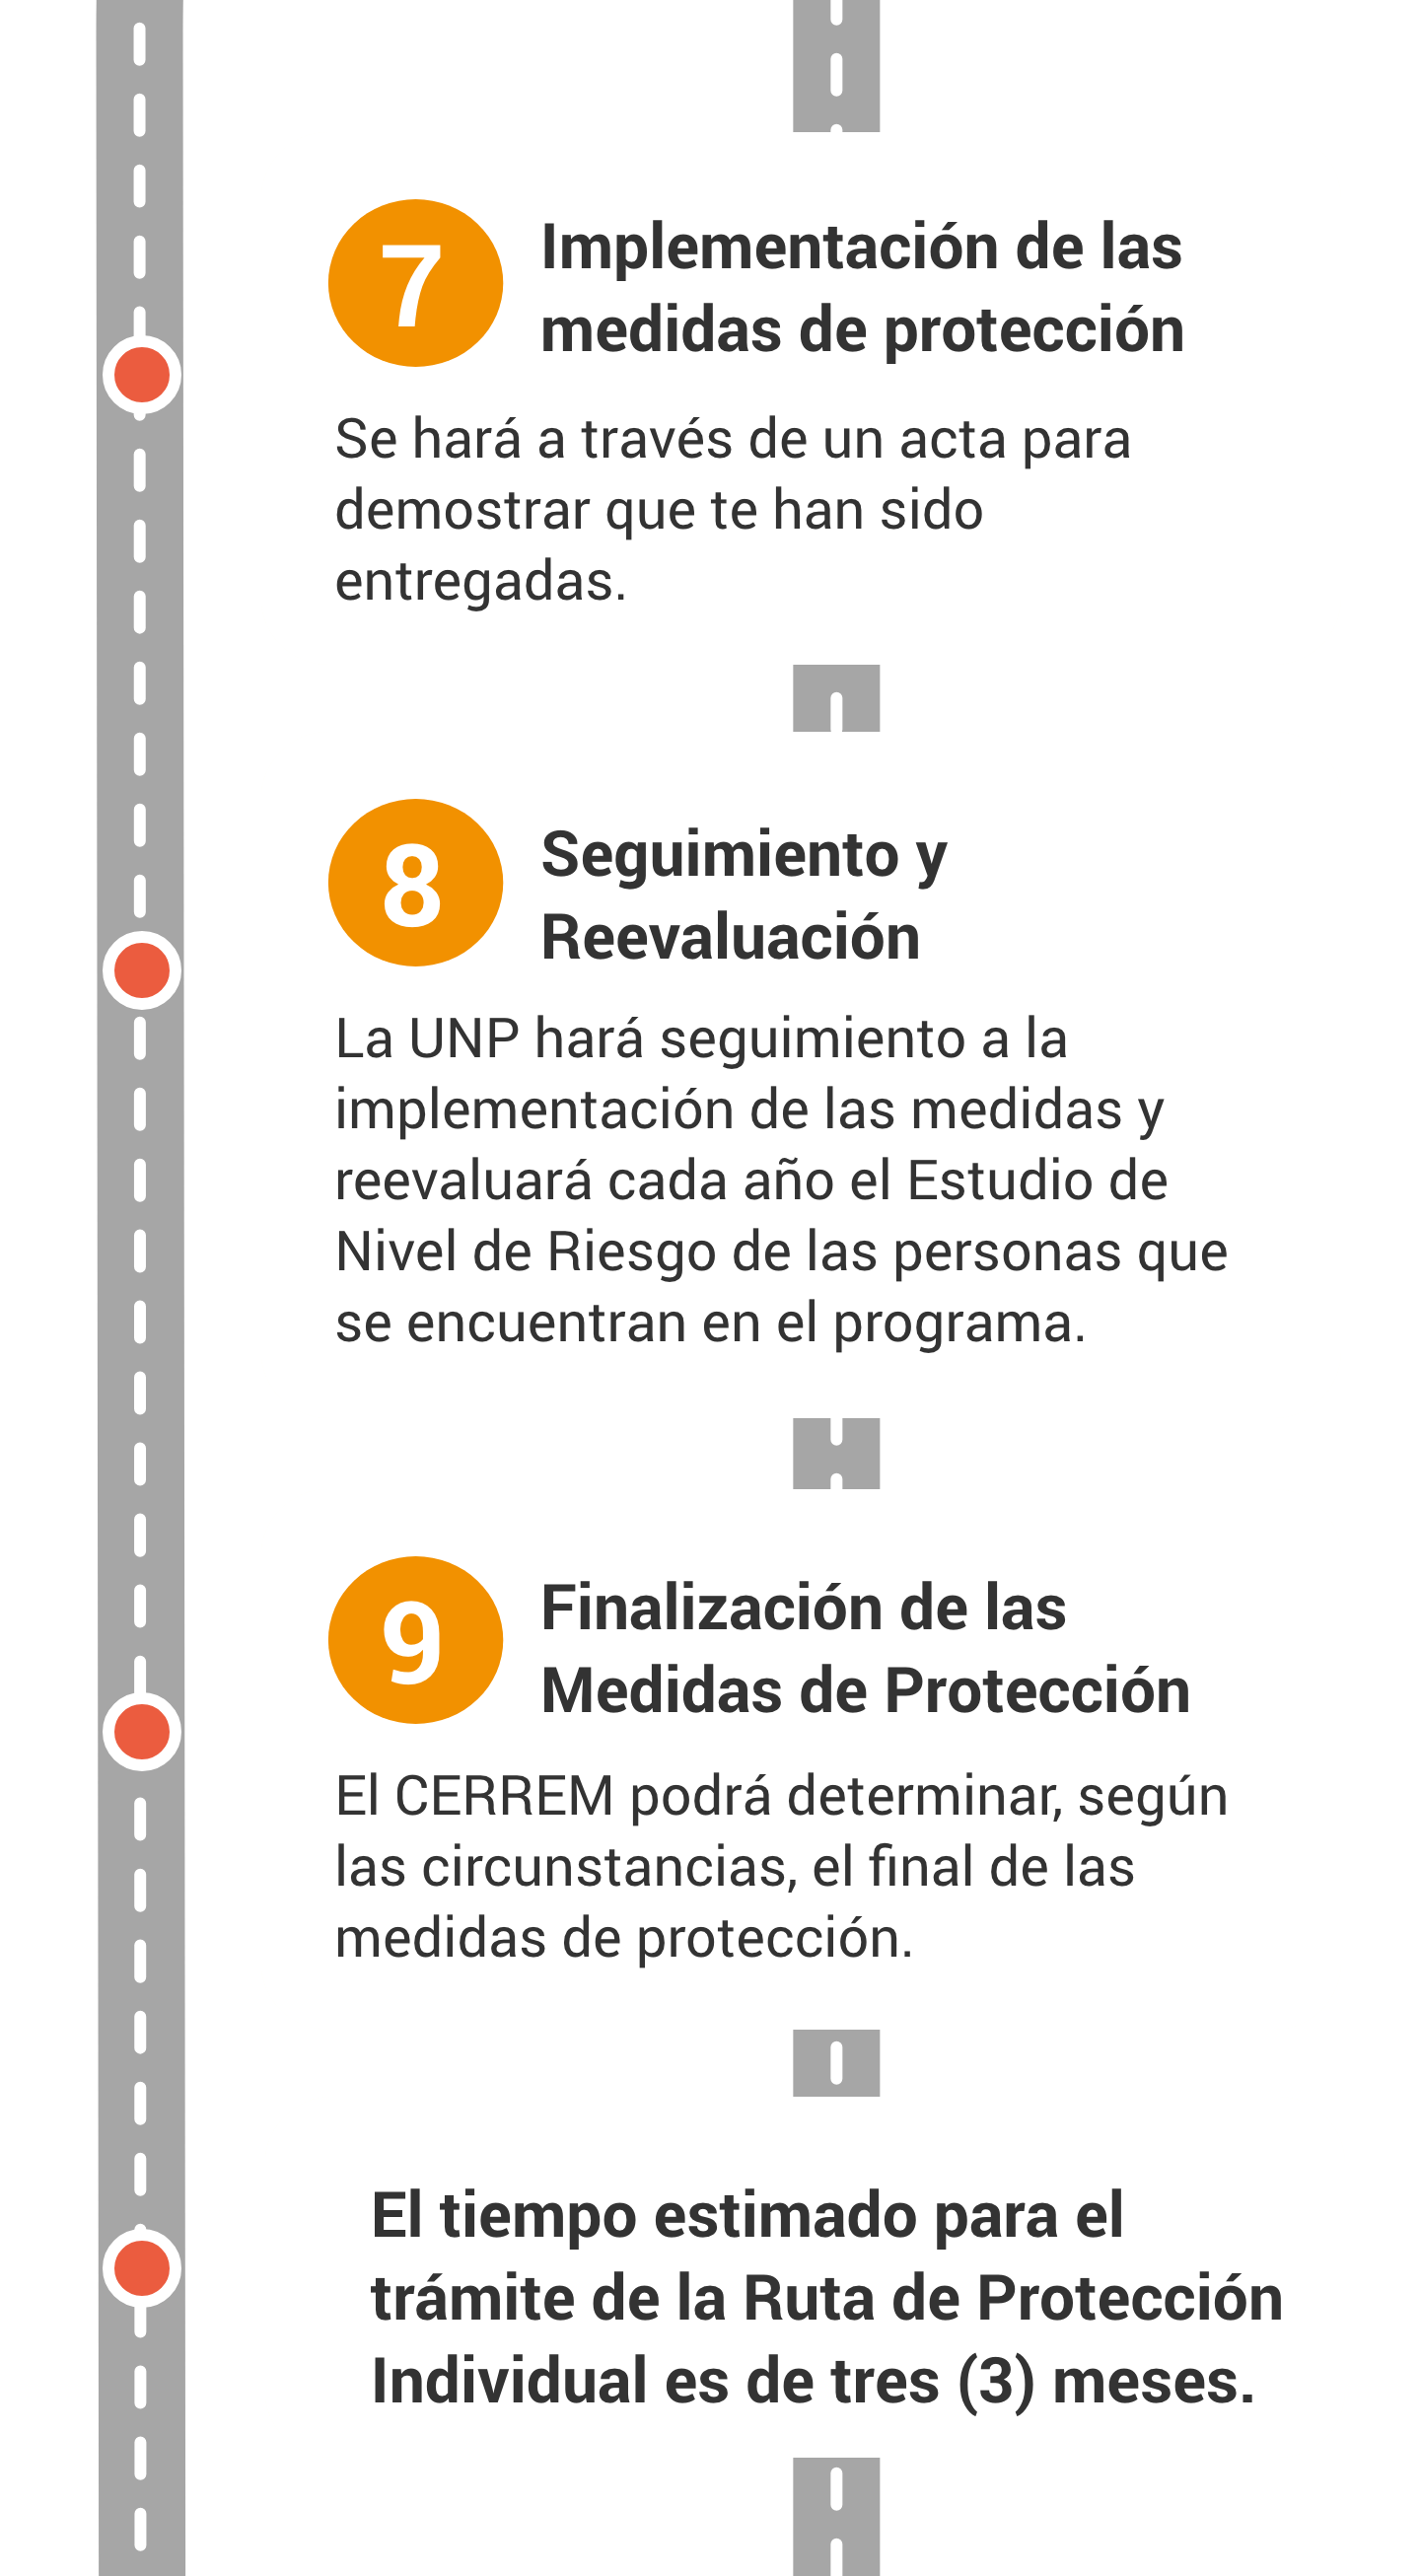 7
Implementación de las
medidas de protección
Se hará a través de un acta para
demostrar que te han sido
entregadas.
8
Seguimiento y
Reevaluación
La UNP hará seguimiento a la
implementación de las medidas y
reevaluará cada año el Estudio de
Nivel de Riesgo de las personas que
se encuentran en el programa.
9
Finalización de las
Medidas de Protección
El CERREM podrá determinar, según
las circunstancias, el final de las
medidas de protección.
El tiempo estimado para el
trámite de la Ruta de Protección
Individual es de tres (3) meses.